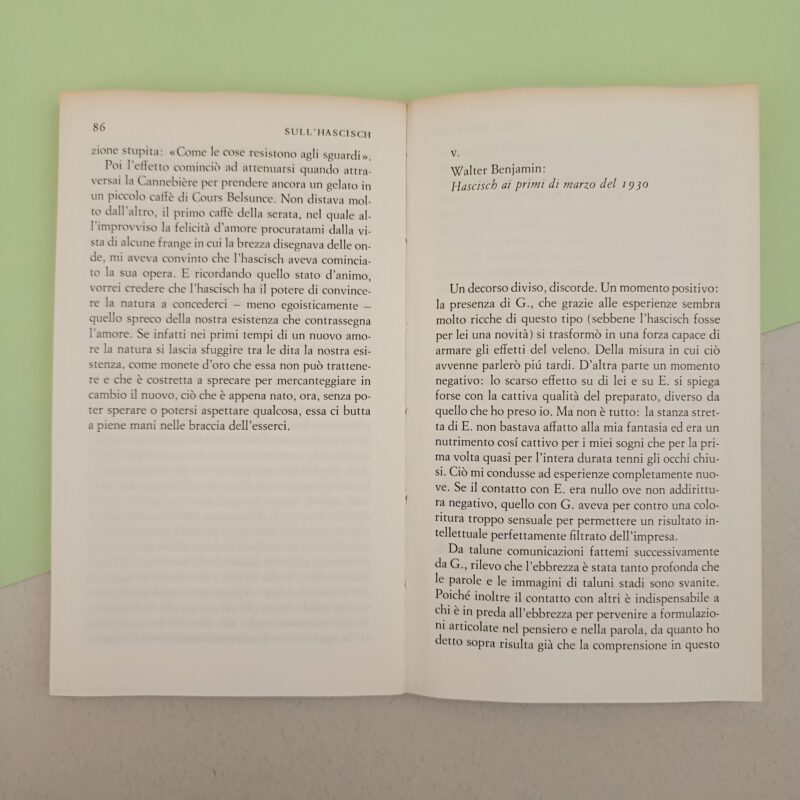 86
SULL'HASCISCH
zione stupita: «Come le cose resistono agli sguardi».
Poi l'effetto cominciò ad attenuarsi quando attra-
versai la Cannebière per prendere ancora un gelato in
un piccolo caffè di Cours Belsunce. Non distava mol-
to dall'altro, il primo caffè della serata, nel quale al-
l'improvviso la felicità d'amore procuratami dalla vi-
sta di alcune frange in cui la brezza disegnava delle on-
de, mi aveva convinto che l'hascisch aveva comincia-
to la sua opera. E ricordando quello stato d'animo,
vorrei credere che l'hascisch ha il potere di convince-
re la natura a concederci – meno egoisticamente –
quello spreco della nostra esistenza che contrassegna
l'amore. Se infatti nei primi tempi di un nuovo amo-
re la natura si lascia sfuggire tra le dita la nostra esi-
stenza, come monete d'oro che essa non può trattene-
re e che è costretta a sprecare per mercanteggiare in
cambio il nuovo, ciò che è appena nato, ora, senza po-
ter sperare o potersi aspettare qualcosa, essa ci butta
a piene mani nelle braccia dell'esserci.
v.
Walter Benjamin:
Hascisch ai primi di marzo del 1930
Un decorso diviso, discorde. Un momento positivo:
la presenza di G., che grazie alle esperienze sembra
molto ricche di questo tipo (sebbene l'hascisch fosse
per lei una novità) si trasformò in una forza capace di
armare gli effetti del veleno. Della misura in cui ciò
avvenne parlerò piú tardi. D'altra parte un momento
negativo: lo scarso effetto su di lei e su E. si spiega
forse con la cattiva qualità del preparato, diverso da
quello che ho preso io. Ma non è tutto: la stanza stret-
ta di E. non bastava affatto alla mia fantasia ed era un
nutrimento cosí cattivo per i miei sogni che per la pri-
ma volta quasi per l'intera durata tenni gli occhi chiu-
si. Ciò mi condusse ad esperienze completamente nuo-
ve. Se il contatto con E. era nullo ove non addirittu-
ra negativo, quello con G. aveva per contro una colo-
ritura troppo sensuale per permettere un risultato in-
tellettuale perfettamente filtrato dell'impresa.
Da talune comunicazioni fattemi successivamente
da G., rilevo che l'ebbrezza è stata tanto profonda che
le parole e le immagini di taluni stadi sono svanite.
Poiché inoltre il contatto con altri è indispensabile a
chi è in preda all'ebbrezza per pervenire a formulazio-
ni articolate nel pensiero e nella parola, da quanto ho
detto sopra risulta già che la comprensione in questo